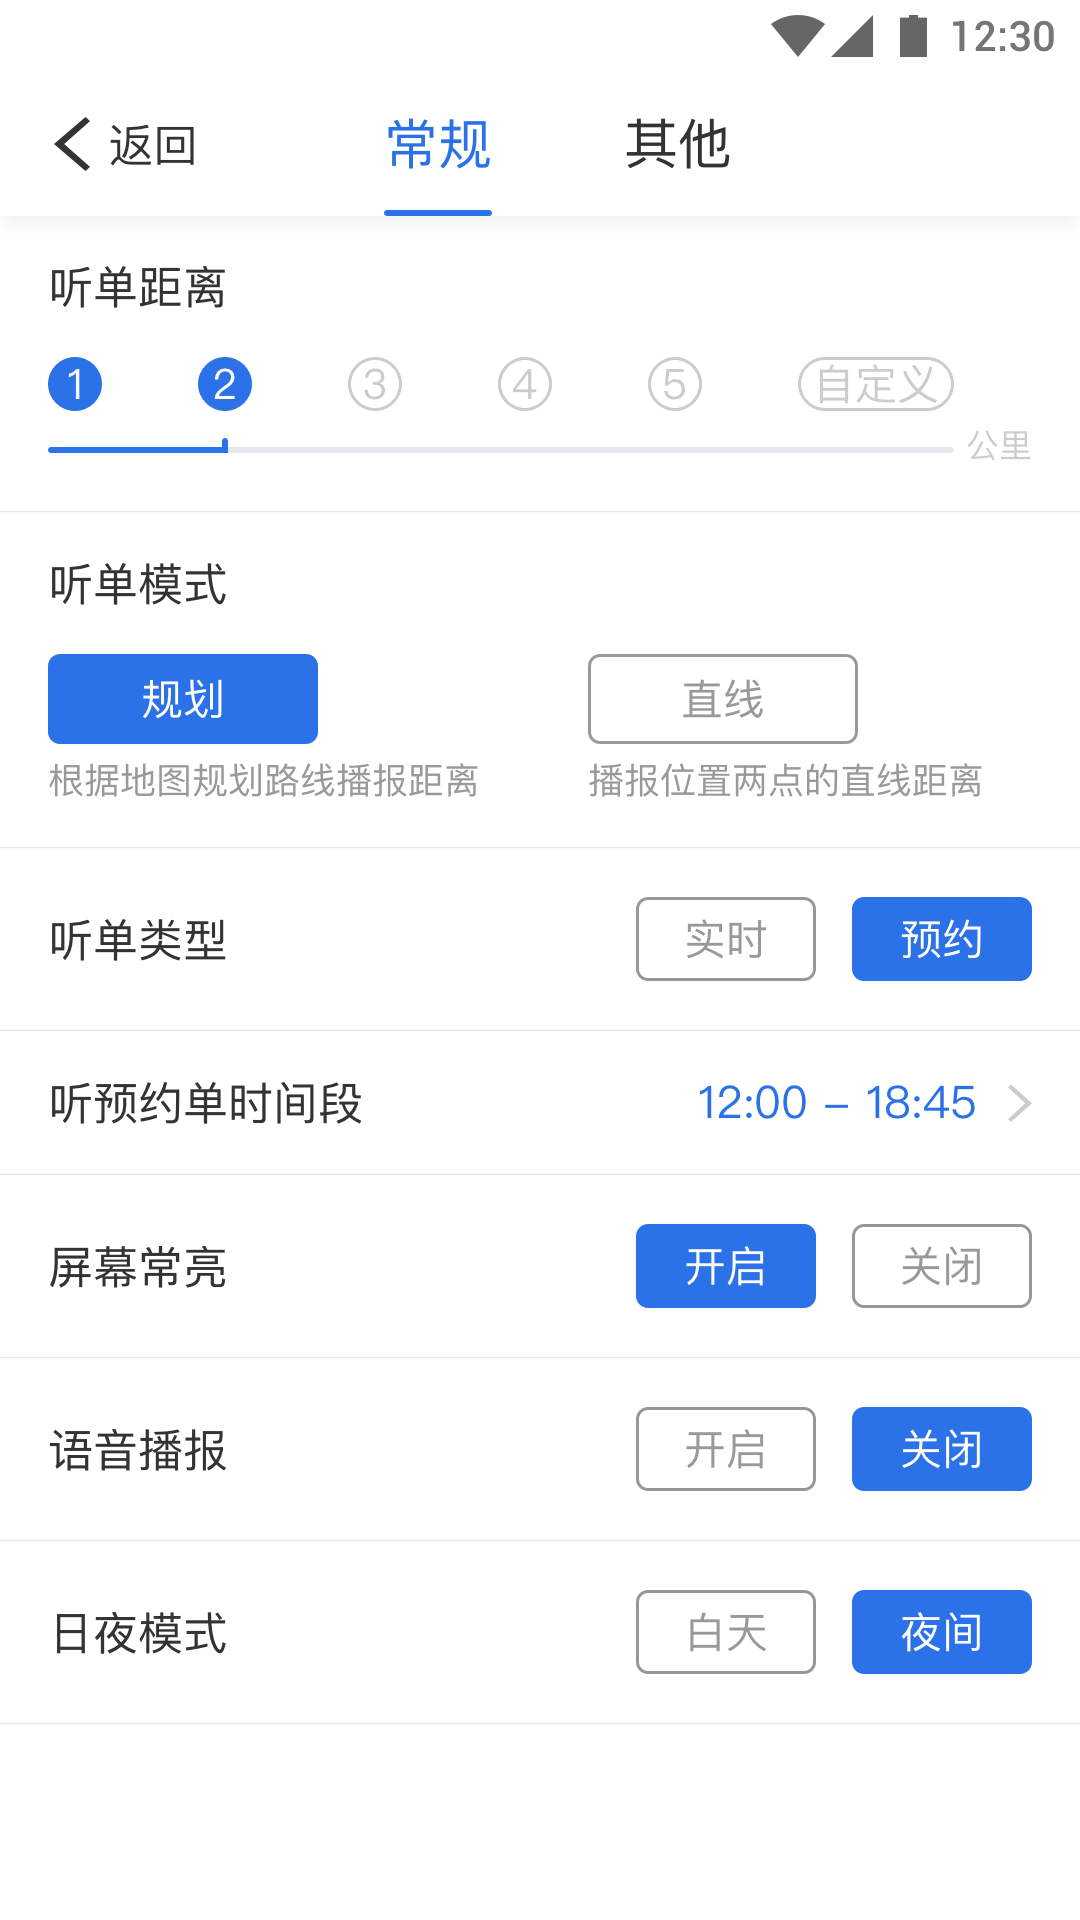 12:30
返回 常规 其他
听单距离
1 2 3 4 5 自定义
公里
听单模式
规划 直线
根据地图规划路线播报距离 播报位置两点的直线距离
听单类型 实时 预约
听预约单时间段 12:00 – 18:45
屏幕常亮 开启 关闭
语音播报 开启 关闭
日夜模式 白天 夜间